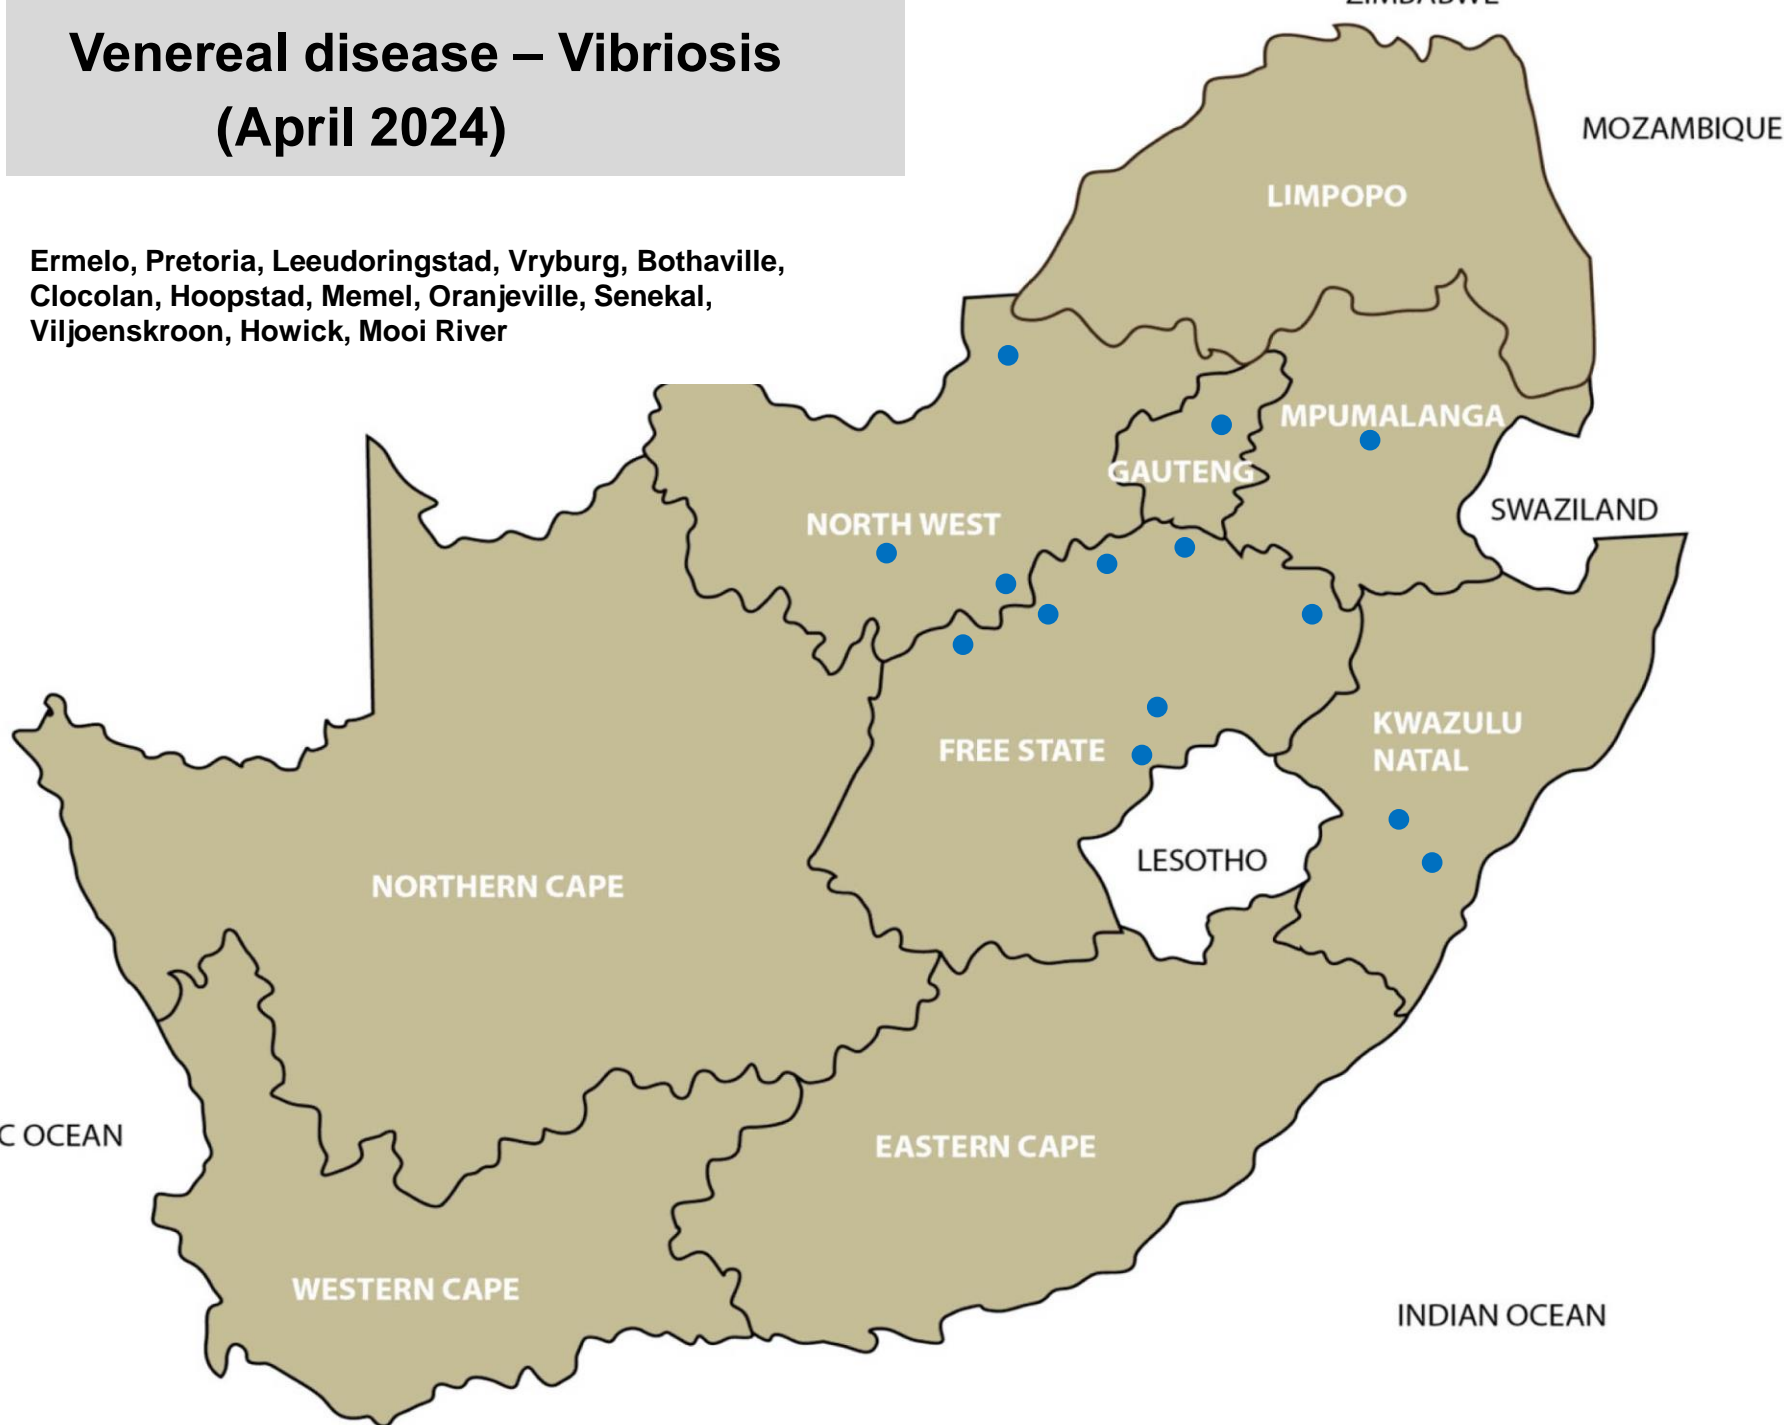 ZIMBABWE
Venereal disease – Vibriosis
(April 2024)
MOZAMBIQUE
LIMPOPO
Ermelo, Pretoria, Leeudoringstad, Vryburg, Bothaville,
Clocolan, Hoopstad, Memel, Oranjeville, Senekal,
Viljoenskroon, Howick, Mooi River
MPUMALANGA
GAUTENG
SWAZILAND
NORTH WEST
KWAZULU
NATAL
FREE STATE
LESOTHO
NORTHERN CAPE
C OCEAN
EASTERN CAPE
WESTERN CAPE
INDIAN OCEAN